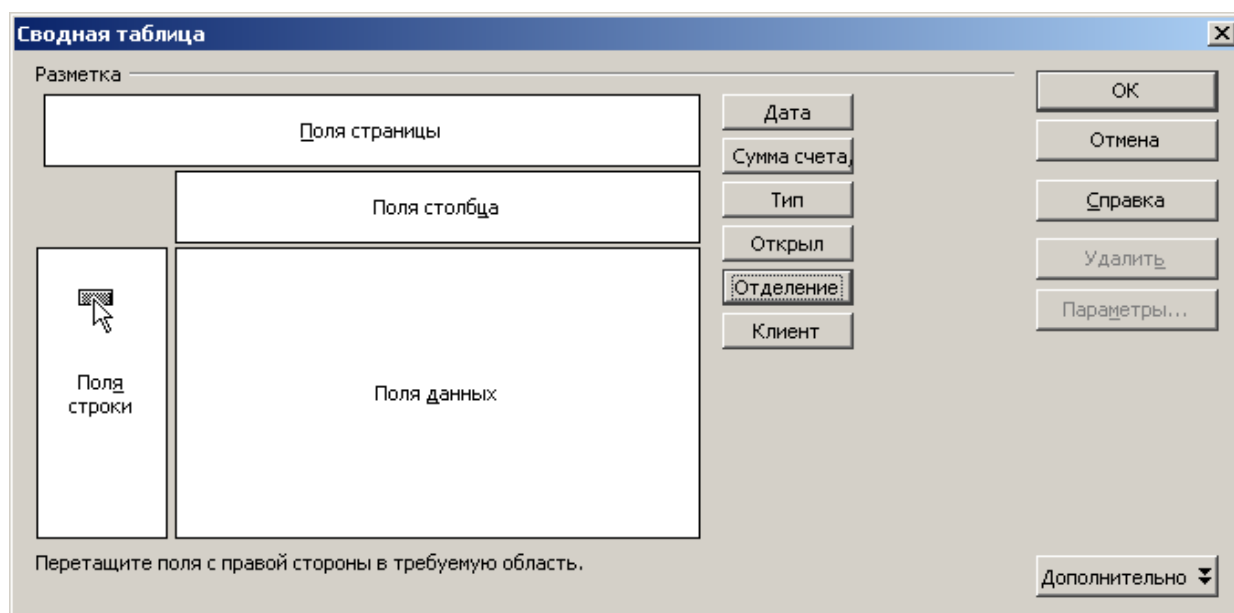 Сводная таблица
Разметка
Поля страницы
Поля столбца
Поля строки
Поля данных
Дата
Сумма счета,
Тип
Открыл
Отделение
Клиент
ОК
Отмена
Справка
Удалить
Параметры...
Перетащите поля с правой стороны в требуемую область.
Дополнительно